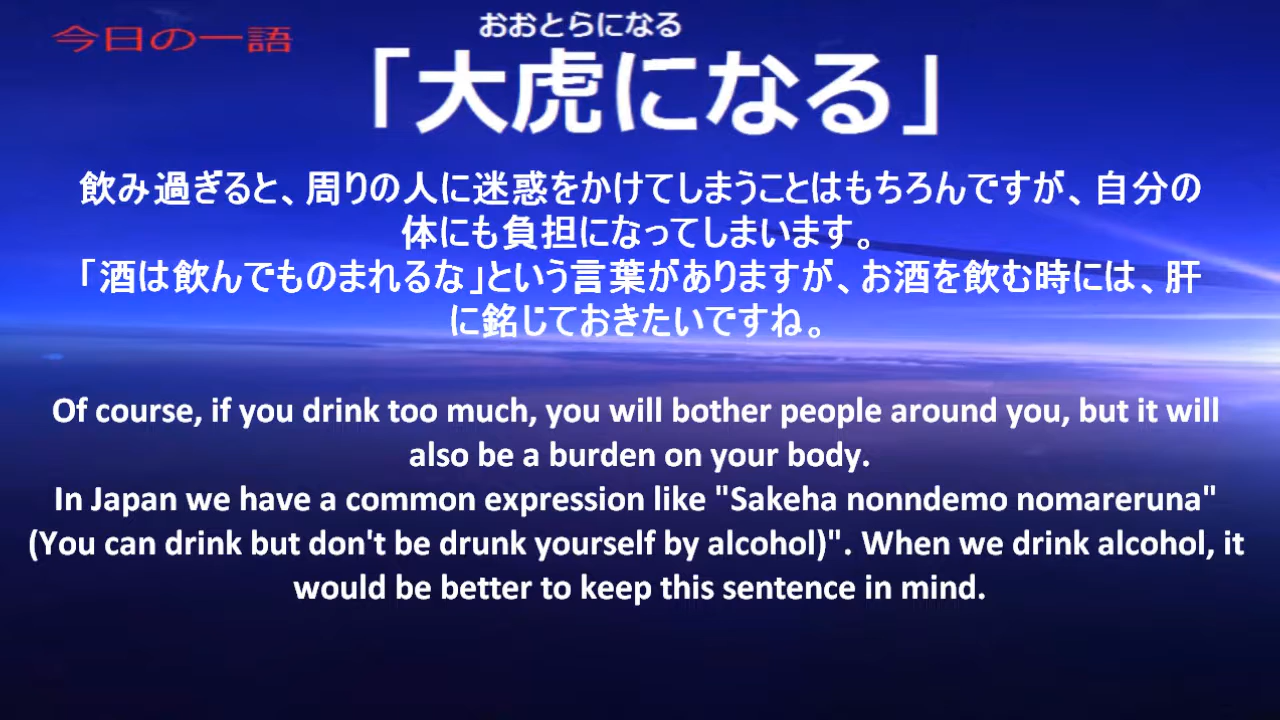 今日の一語
おおとらになる
「大虎になる」
飲み過ぎると、周りの人に迷惑をかけてしまうことはもちろんですが、自分の
体にも負担になってしまいます。
「酒は飲んでものまれるな」という言葉がありますが、お酒を飲む時には、肝
に銘じておきたいですね。
Of course, if you drink too much, you will bother people around you, but it will
also be a burden on your body.
In Japan we have a common expression like "Sakeha nonndemo nomareruna"
(You can drink but don't be drunk yourself by alcohol)". When we drink alcohol, it
would be better to keep this sentence in mind.